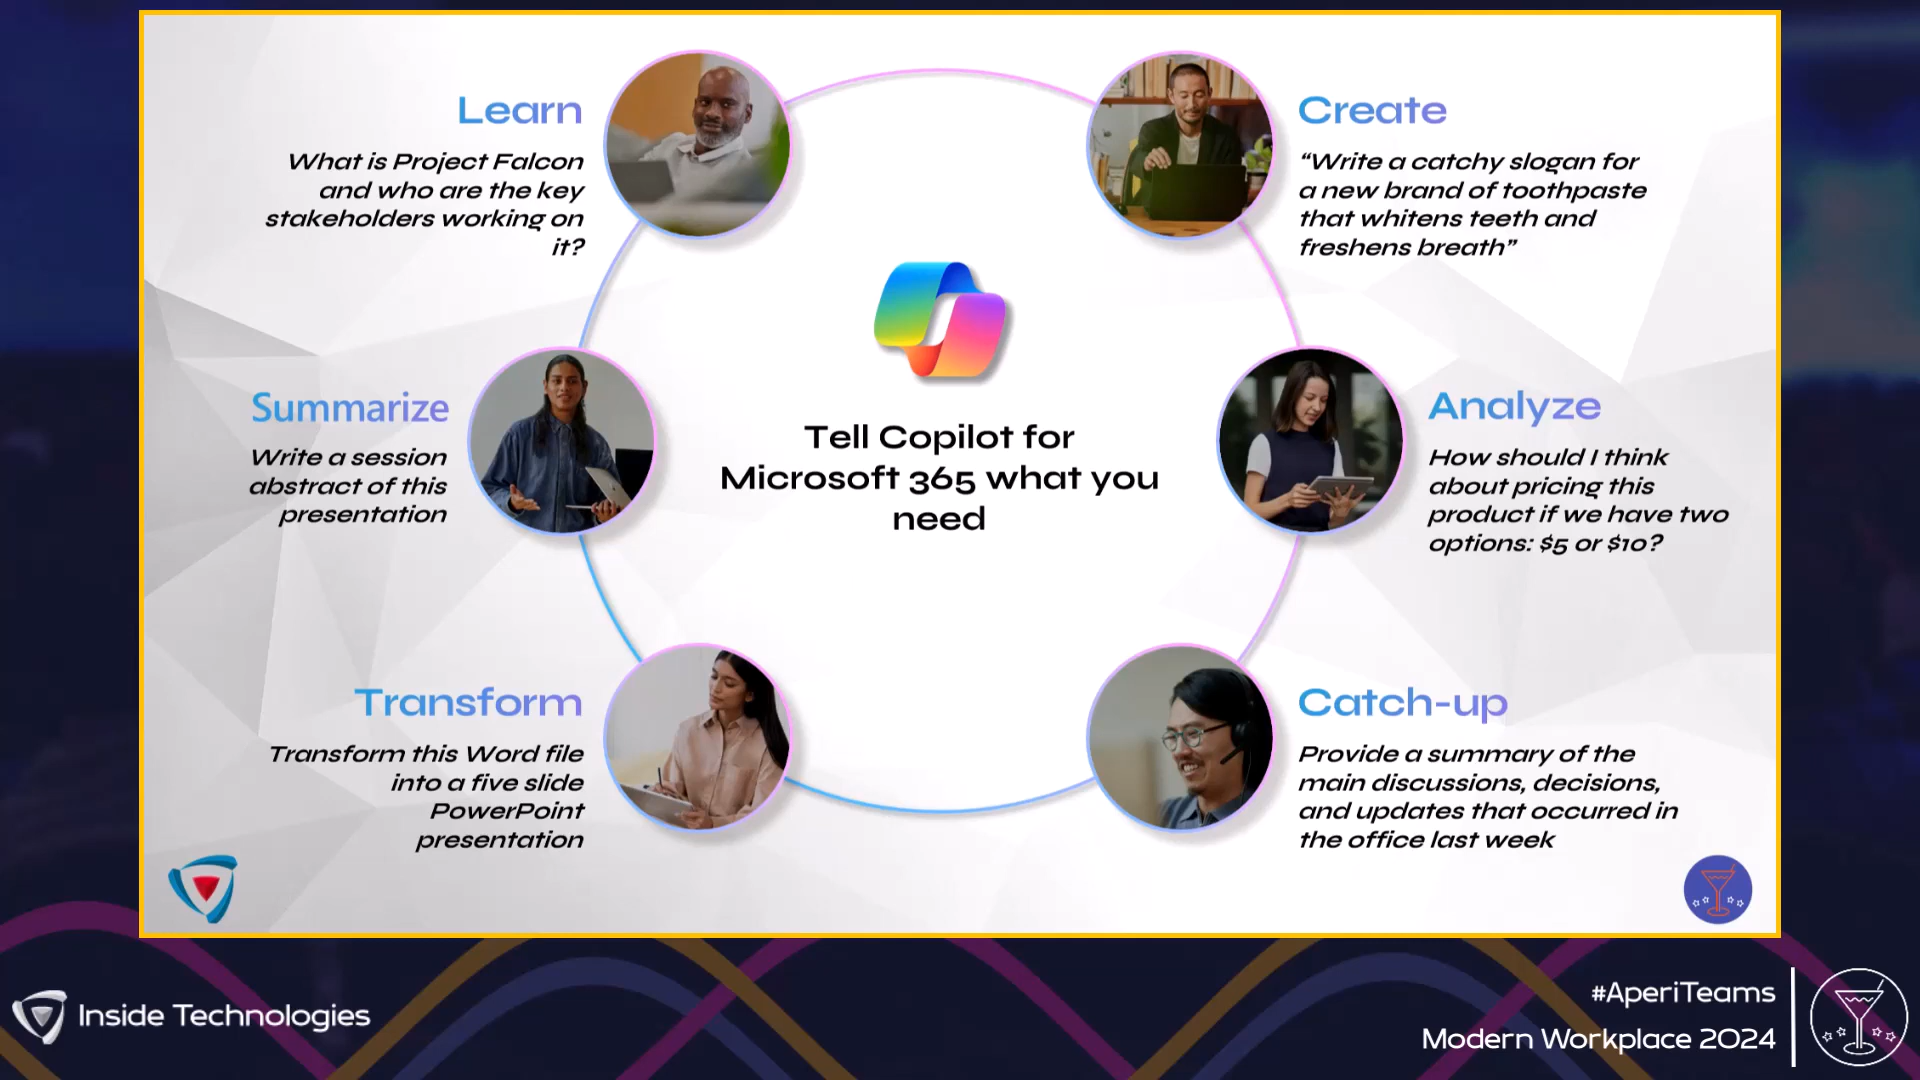 Learn
What is Project Falcon
and who are the key
stakeholders working on
it?
Create
“Write a catchy slogan for
a new brand of toothpaste
that whitens teeth and
freshens breath”
Summarize
Write a session
abstract of this
presentation
Tell Copilot for
Microsoft 365 what you
need
Analyze
How should I think
about pricing this
product if we have two
options: $5 or $10?
Transform
Transform this Word file
into a five slide
PowerPoint
presentation
Catch-up
Provide a summary of the
main discussions, decisions,
and updates that occurred in
the office last week
Inside Technologies
#AperiTeams
Modern Workplace 2024